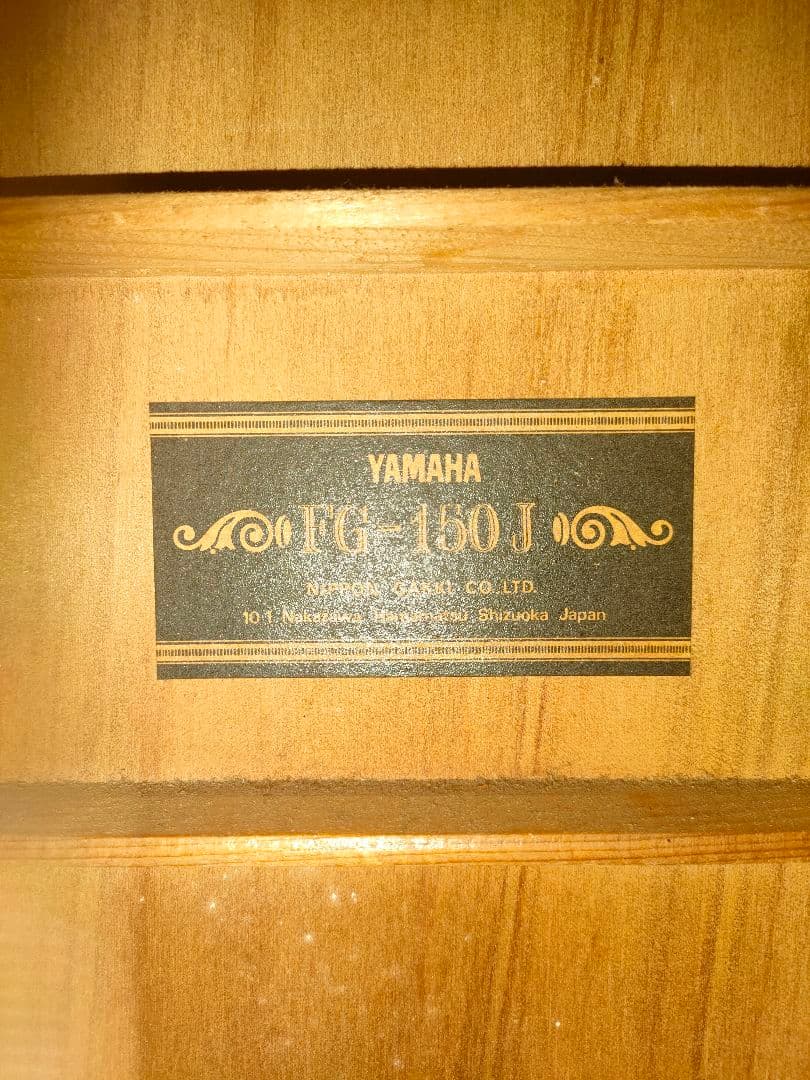 YAMAHA
FG-150J
NIPPON GAKKI CO. LTD.
10-1, Nakazawa, Hamamatsu Shizuoka Japan